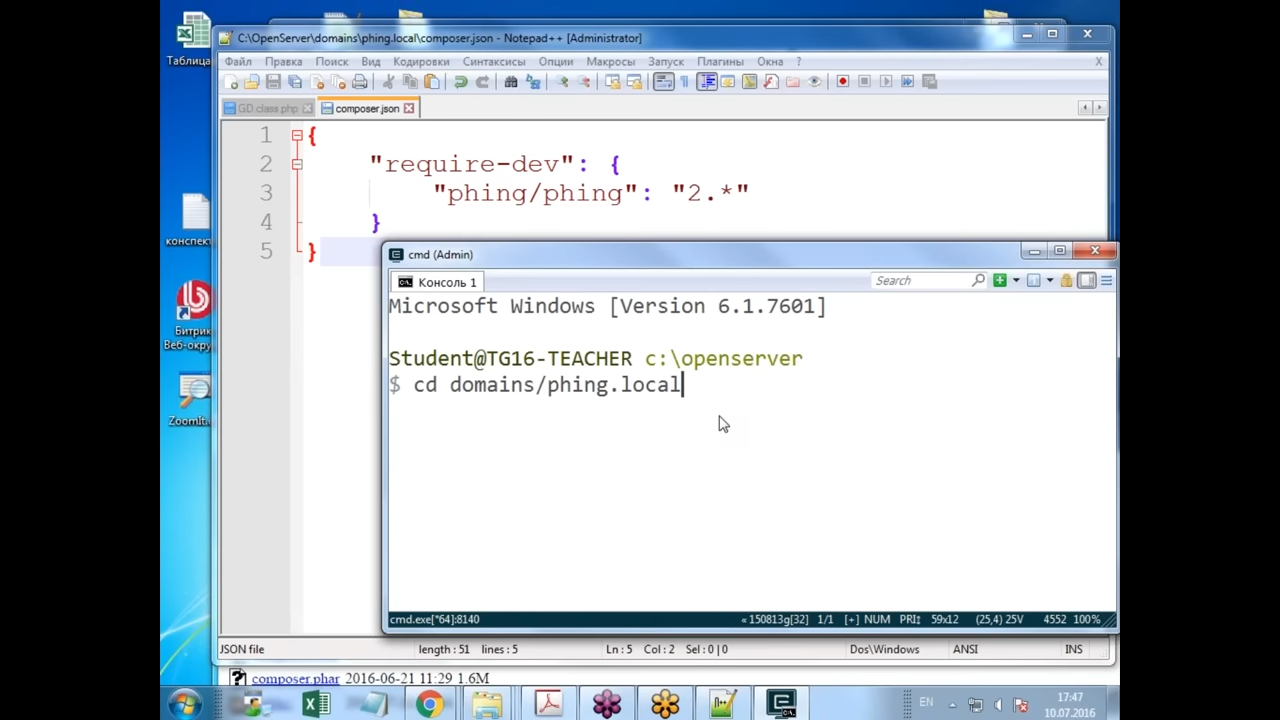 Таблица
C:\OpenServer\domains\phing.local\composer.json - Notepad++ [Administrator]
Файл Правка Поиск Вид Кодировки Синтаксисы Опции Макросы Запуск Плагины Окна ? X
GD.class.php composer.json
1 {
2 "require-dev": {
3 "phing/phing": "2.*"
4 }
5 }
конспект
Битрик
Веб-окру
ZoomIt
cmd (Admin)
Консоль 1 Search
Microsoft Windows [Version 6.1.7601]
Student@TG16-TEACHER c:\openserver
$ cd domains/phing.local
cmd.exe[*64]:8140 « 150813g[32] 1/1 [+] NUM PRI↕ 59x12 (25,4) 25V 4552 100%
JSON file length : 51 lines : 5 Ln : 5 Col : 2 Sel : 0 | 0 Dos\Windows ANSI INS
composer.phar 2016-06-21 11:29 1.6M
EN 17:47
10.07.2016